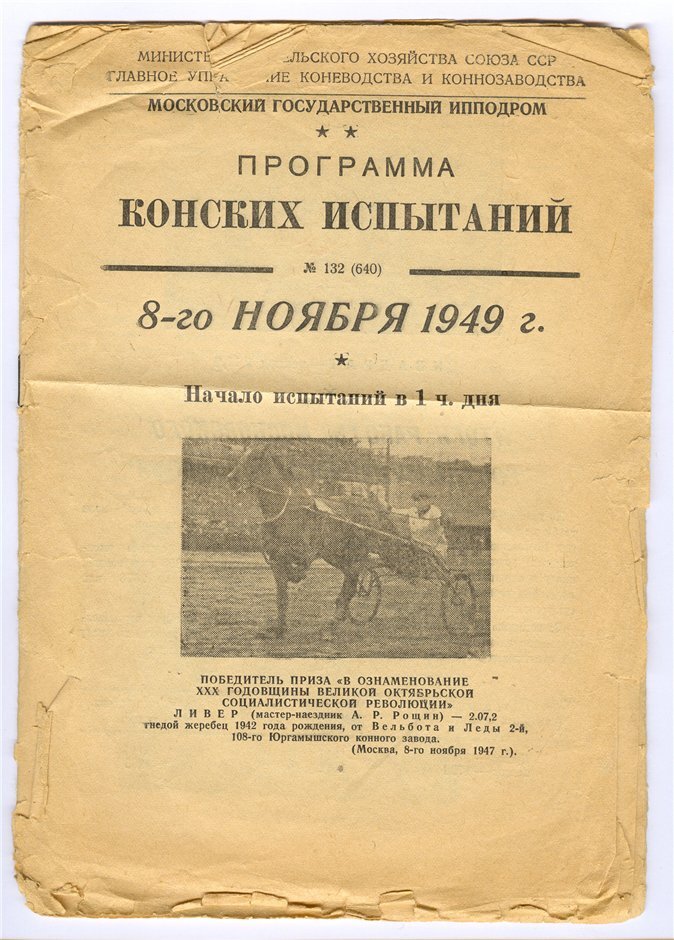 МИНИСТЕ ЕЛЬСКОГО ХОЗЯЙСТВА СОЮЗА ССР
ГЛАВНОЕ УПРА ЕНИЕ КОНЕВОДСТВА И КОННОЗАВОДСТВА
МОСКОВСКИЙ ГОСУДАРСТВЕННЫЙ ИППОДРОМ
★ ★
ПРОГРАММА
КОНСКИХ ИСПЫТАНИЙ
№ 132 (640)
8-го НОЯБРЯ 1949 г.
★
Начало испытаний в 1 ч. дня
ПОБЕДИТЕЛЬ ПРИЗА «В ОЗНАМЕНОВАНИЕ
XXX ГОДОВЩИНЫ ВЕЛИКОЙ ОКТЯБРЬСКОЙ
СОЦИАЛИСТИЧЕСКОЙ РЕВОЛЮЦИИ»
ЛИВЕР (мастер-наездник А. Р. Рощин) — 2.07,2
гнедой жеребец 1942 года рождения, от Вельбота и Леды 2-й,
108-го Юргамышского конного завода.
(Москва, 8-го ноября 1947 г.).